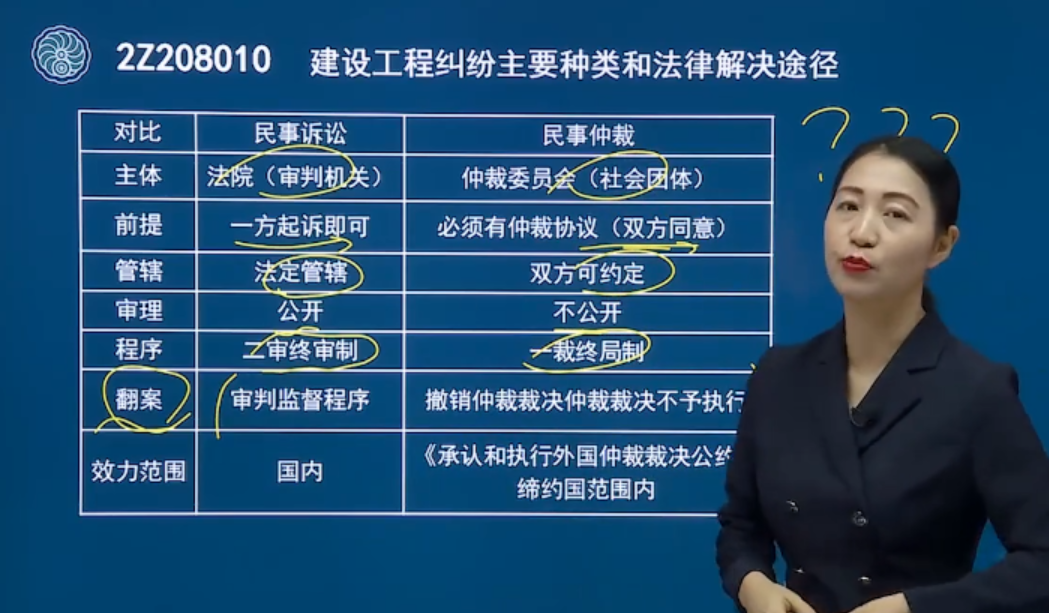 2Z208010 建设工程纠纷主要种类和法律解决途径
? ? ?
对比 民事诉讼 民事仲裁
主体 法院（审判机关） 仲裁委员会（社会团体）
前提 一方起诉即可 必须有仲裁协议（双方同意）
管辖 法定管辖 双方可约定
审理 公开 不公开
程序 二审终审制 一裁终局制
翻案 审判监督程序 撤销仲裁裁决仲裁裁决不予执行
效力范围 国内 《承认和执行外国仲裁裁决公约
缔约国范围内